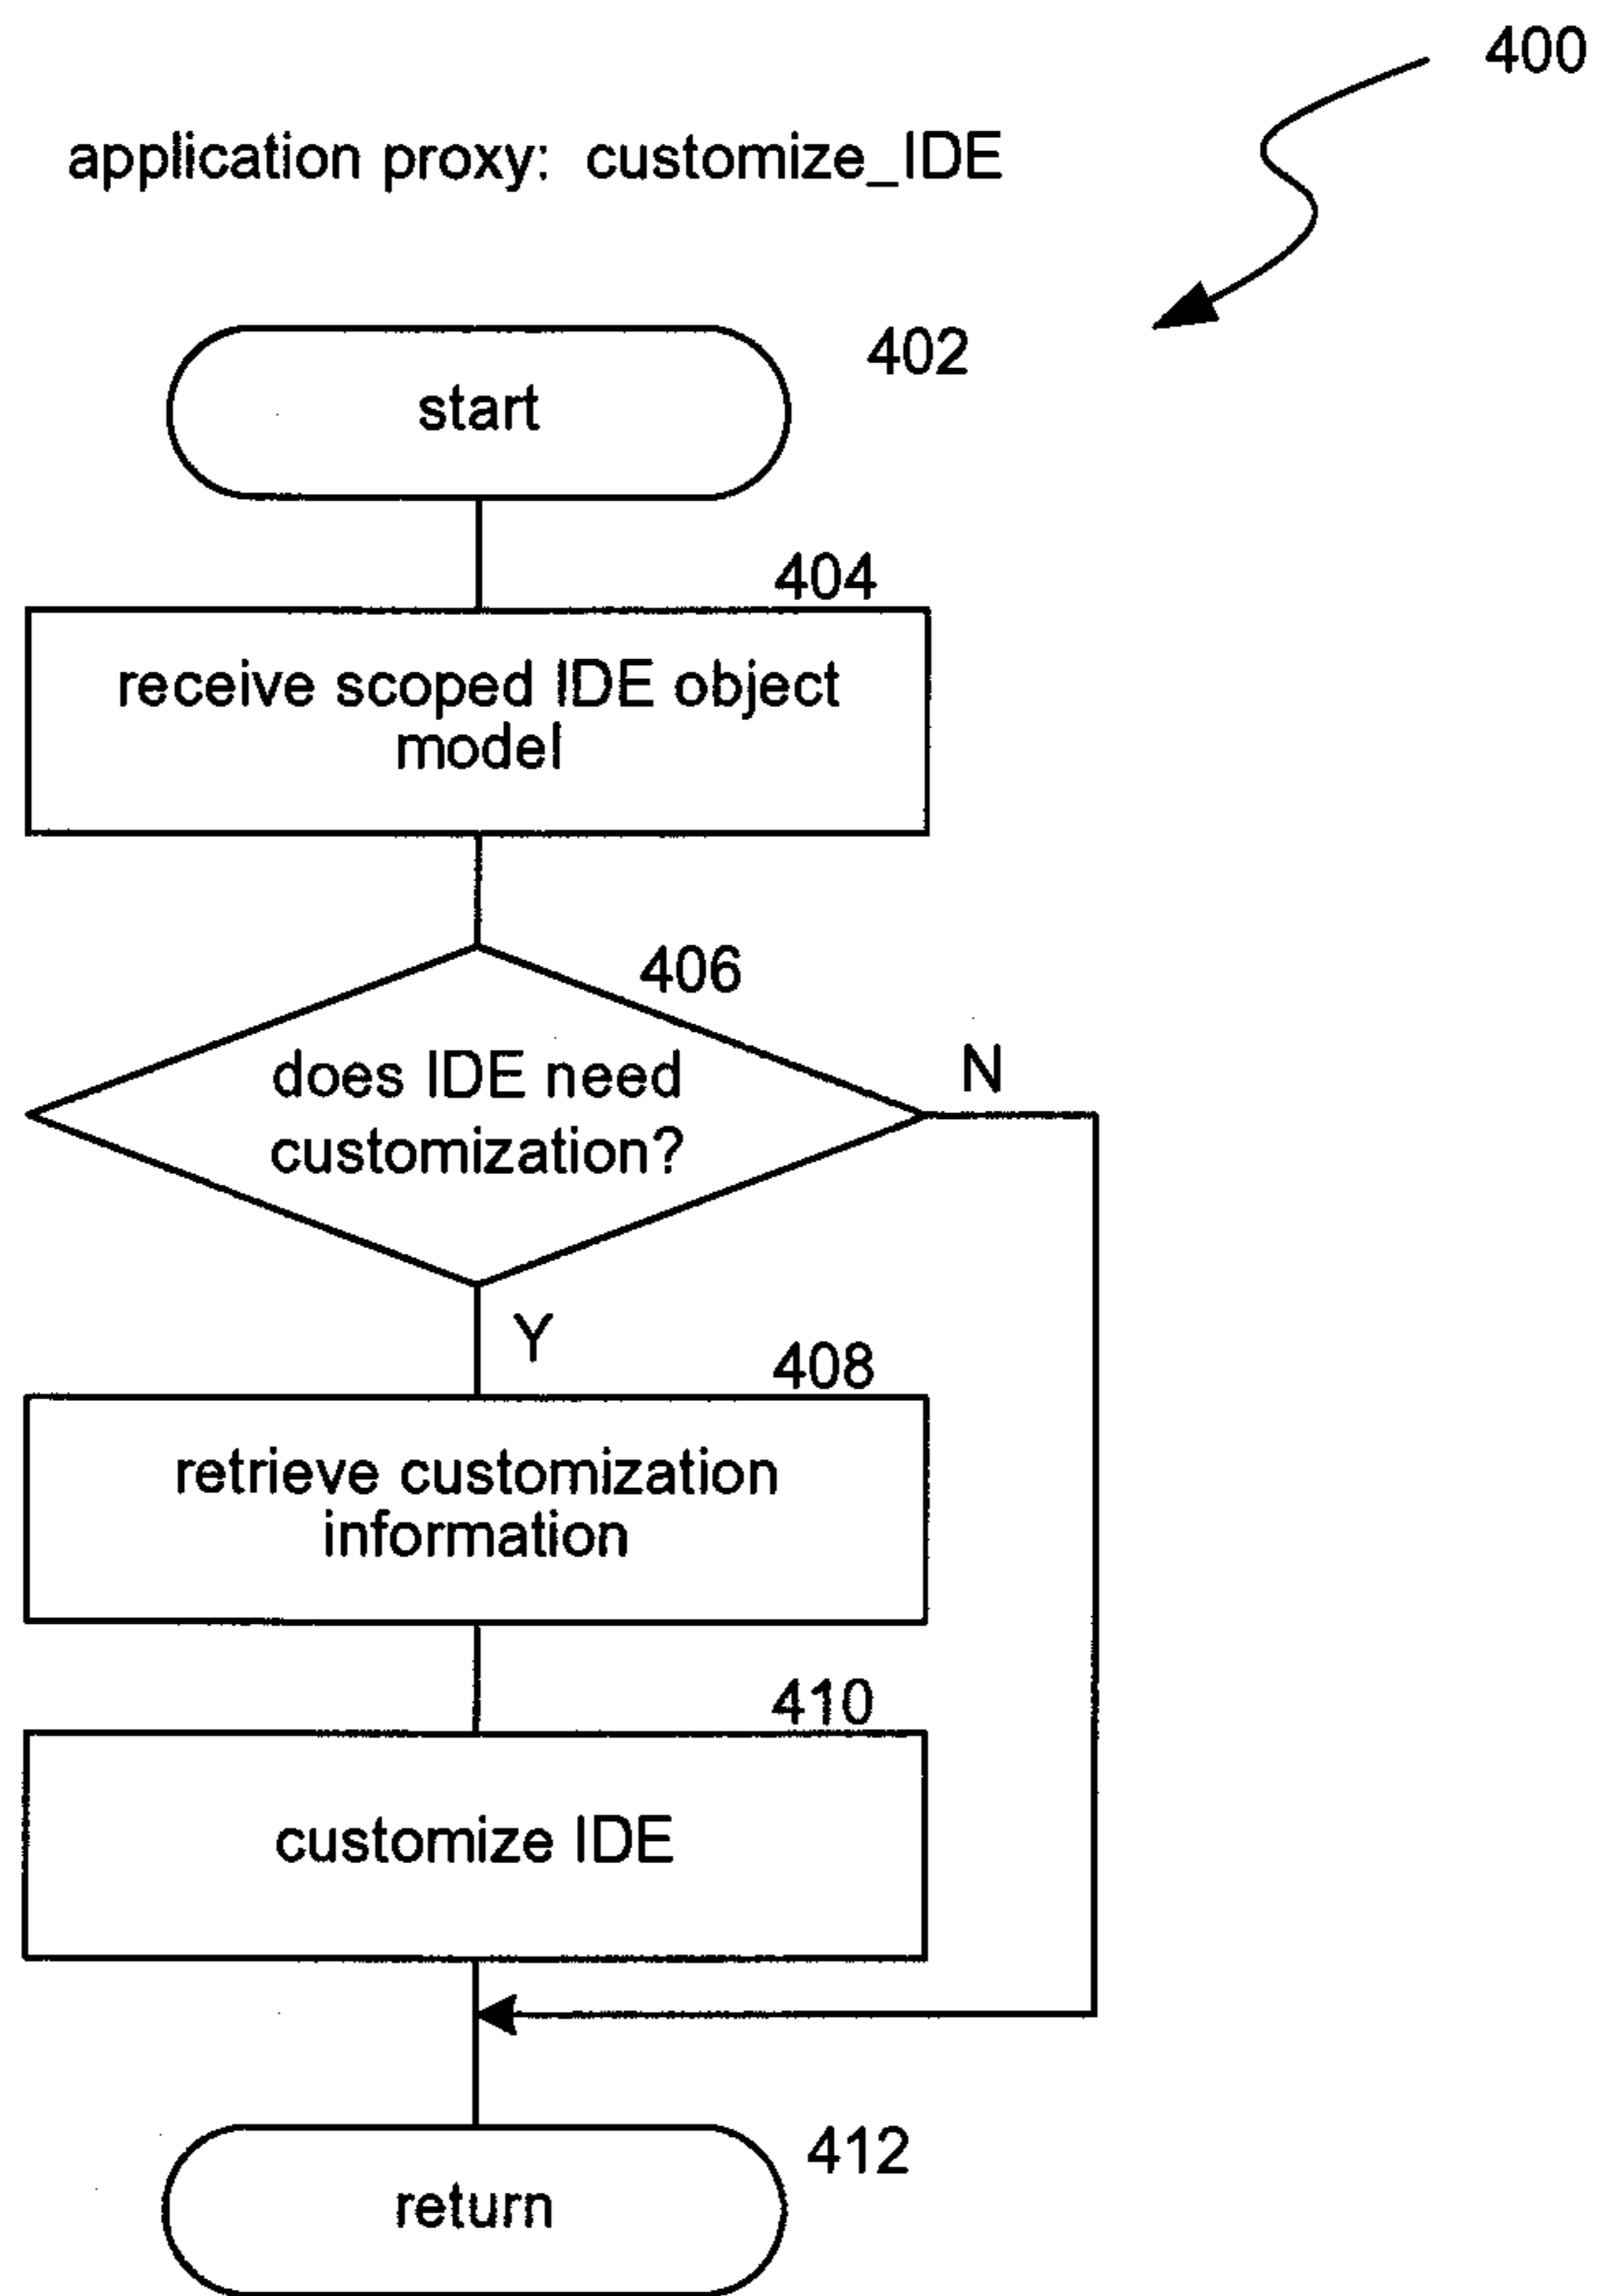 400
application proxy: customize_IDE
402
start
404
receive scoped IDE object
model
406
does IDE need
customization?
N
Y
408
retrieve customization
information
410
customize IDE
412
return